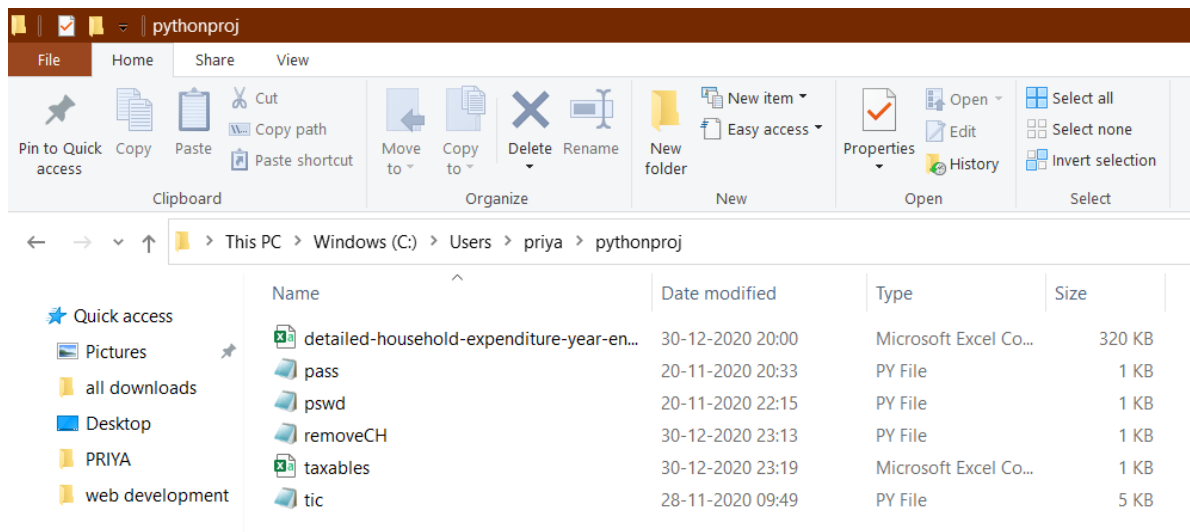 pythonproj
File Home Share View
Pin to Quick access
Copy
Paste
Cut
Copy path
Paste shortcut
Clipboard
Move to
Copy to
Delete
Rename
Organize
New folder
New item
Easy access
New
Properties
Open
Edit
History
Open
Select all
Select none
Invert selection
Select
This PC > Windows (C:) > Users > priya > pythonproj
Quick access
Pictures
all downloads
Desktop
PRIYA
web development
Name Date modified Type Size
detailed-household-expenditure-year-en... 30-12-2020 20:00 Microsoft Excel Co... 320 KB
pass 20-11-2020 20:33 PY File 1 KB
pswd 20-11-2020 22:15 PY File 1 KB
removeCH 30-12-2020 23:13 PY File 1 KB
taxables 30-12-2020 23:19 Microsoft Excel Co... 1 KB
tic 28-11-2020 09:49 PY File 5 KB